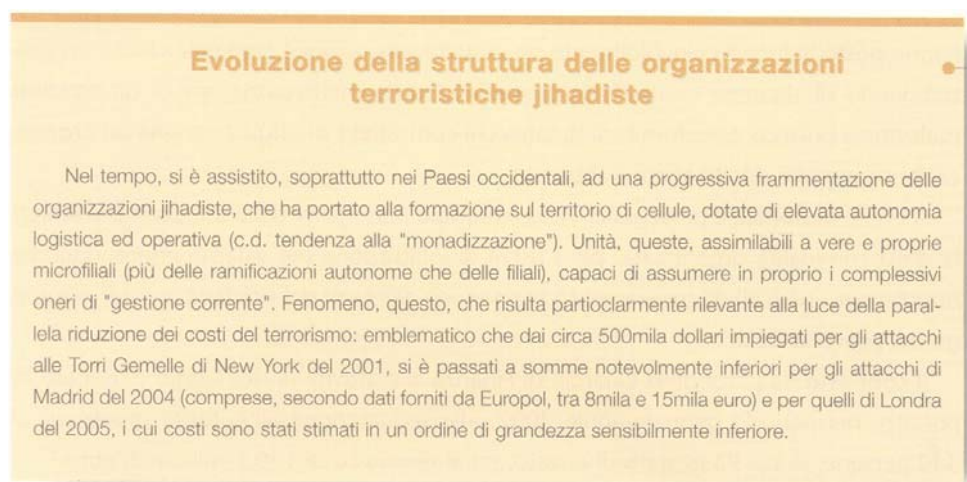 Evoluzione della struttura delle organizzazioni
terroristiche jihadiste
Nel tempo, si è assistito, soprattutto nei Paesi occidentali, ad una progressiva frammentazione delle
organizzazioni jihadiste, che ha portato alla formazione sul territorio di cellule, dotate di elevata autonomia
logistica ed operativa (c.d. tendenza alla "monadizzazione"). Unità, queste, assimilabili a vere e proprie
microfiliali (più delle ramificazioni autonome che delle filiali), capaci di assumere in proprio i complessivi
oneri di "gestione corrente". Fenomeno, questo, che risulta partioclarmente rilevante alla luce della paral-
lela riduzione dei costi del terrorismo: emblematico che dai circa 500mila dollari impiegati per gli attacchi
alle Torri Gemelle di New York del 2001, si è passati a somme notevolmente inferiori per gli attacchi di
Madrid del 2004 (comprese, secondo dati forniti da Europol, tra 8mila e 15mila euro) e per quelli di Londra
del 2005, i cui costi sono stati stimati in un ordine di grandezza sensibilmente inferiore.